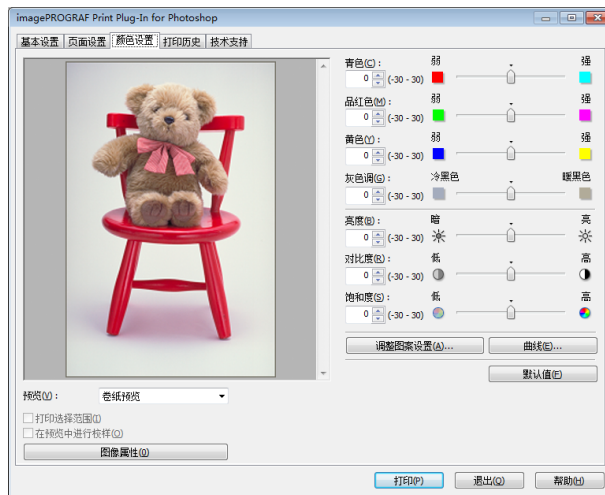 imagePROGRAF Print Plug-In for Photoshop
基本设置 页面设置 颜色设置 打印历史 技术支持
青色(C)： 弱 强
0 (-30 - 30)
品红色(M)： 弱 强
0 (-30 - 30)
黄色(Y)： 弱 强
0 (-30 - 30)
灰色调(G)： 冷黑色 暖黑色
0 (-30 - 30)
亮度(B)： 暗 亮
0 (-30 - 30)
对比度(R)： 低 高
0 (-30 - 30)
饱和度(S)： 低 高
0 (-30 - 30)
调整图案设置(A)... 曲线(E)...
默认值(F)
预览(V)： 卷纸预览
打印选择范围(I)
在预览中进行校样(O)
图像属性(J)
打印(P) 退出(Q) 帮助(H)